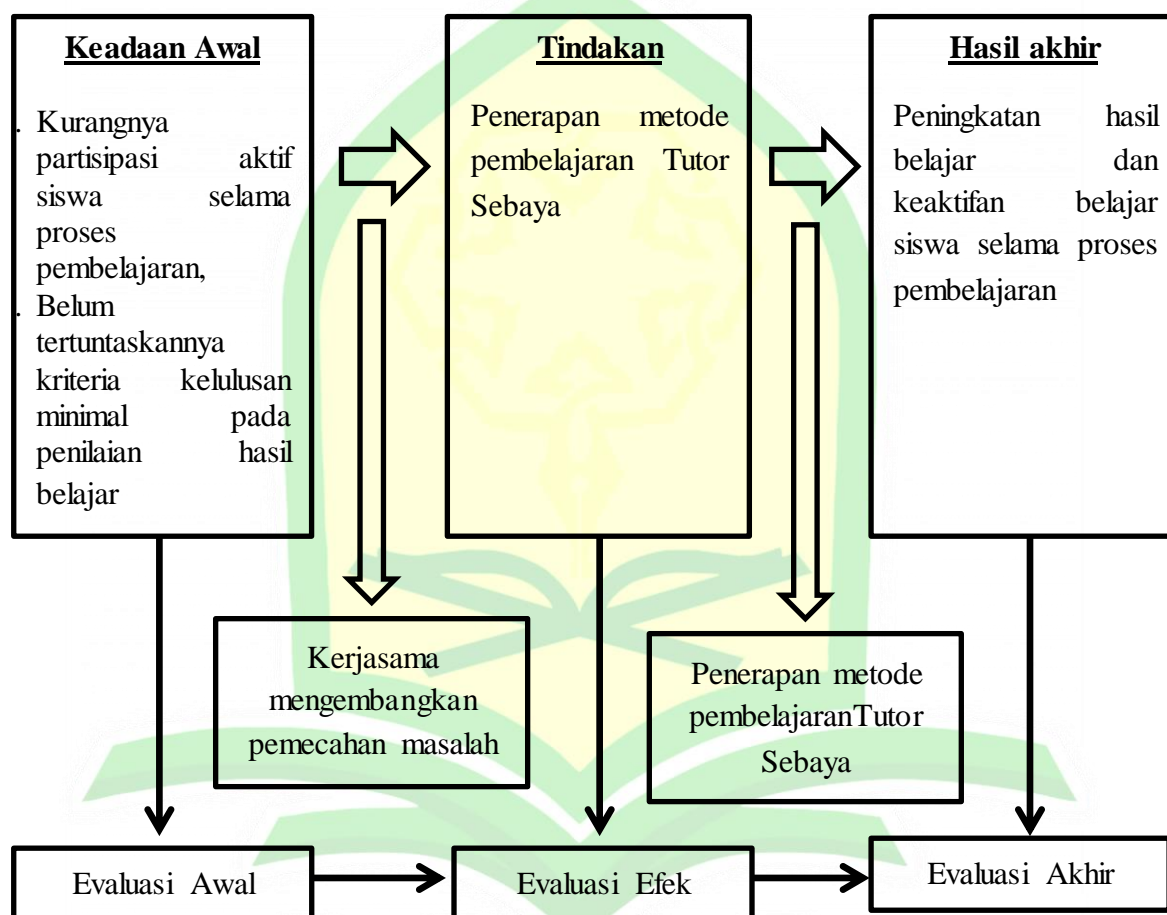 Keadaan Awal
. Kurangnya
partisipasi aktif
siswa selama
proses
pembelajaran,
. Belum
tertuntaskannya
kriteria kelulusan
minimal pada
penilaian hasil
belajar
Tindakan
Penerapan metode
pembelajaran Tutor
Sebaya
Hasil akhir
Peningkatan hasil
belajar dan
keaktifan belajar
siswa selama proses
pembelajaran
Kerjasama
mengembangkan
pemecahan masalah
Penerapan metode
pembelajaranTutor
Sebaya
Evaluasi Awal
Evaluasi Efek
Evaluasi Akhir